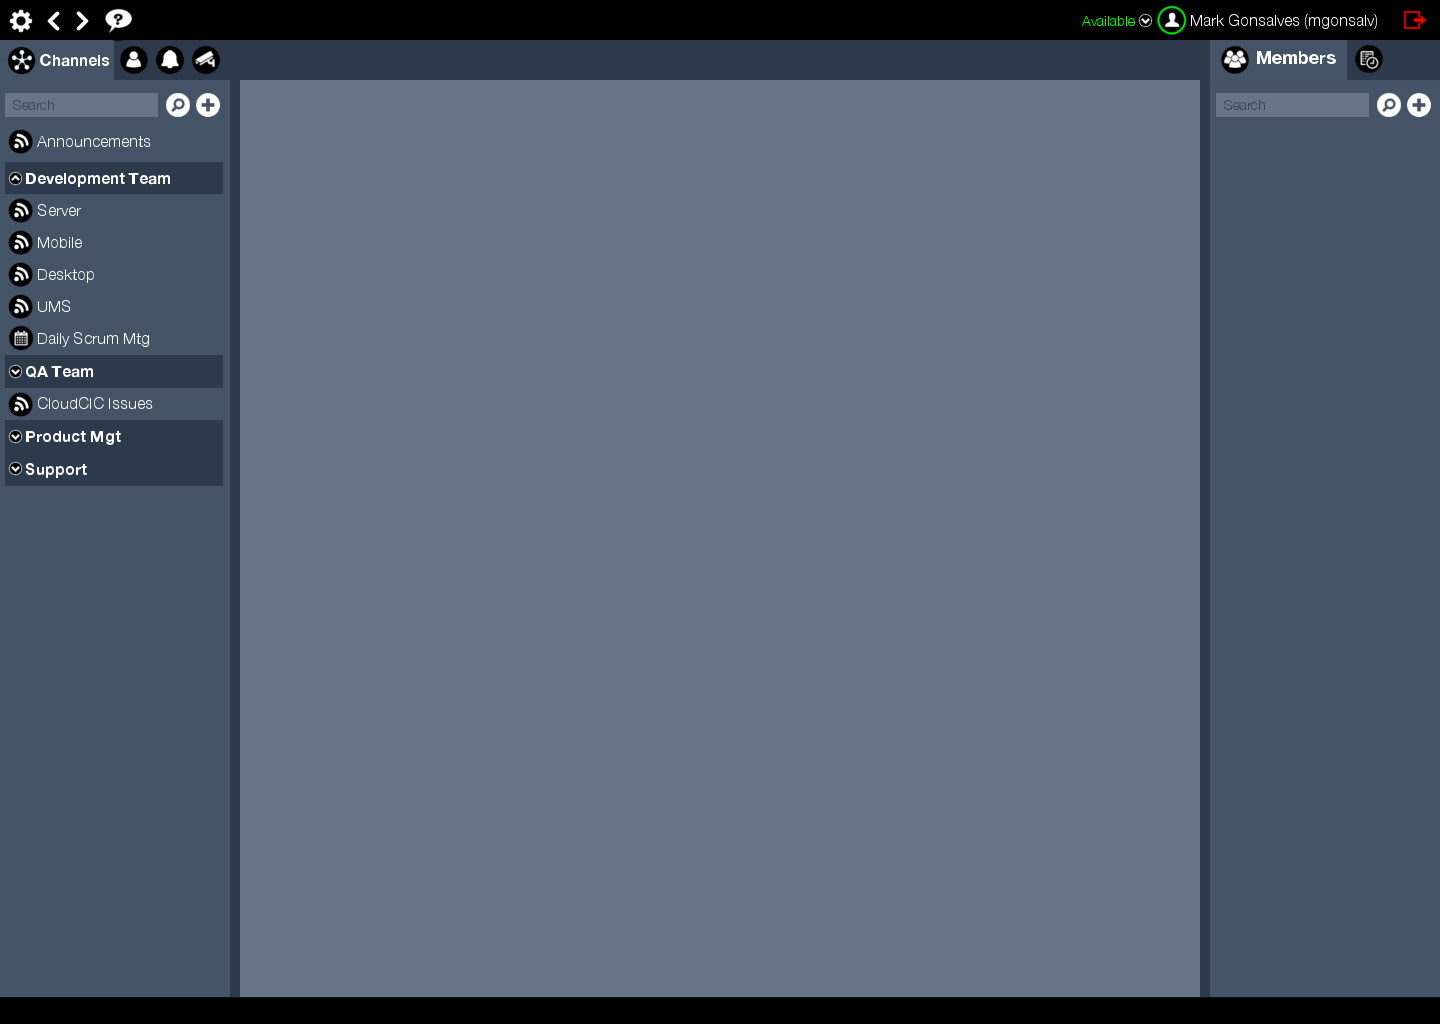 Available
Mark Gonsalves (mgonsalv)
Channels
Members
Search
Search
Announcements
Development Team
Server
Mobile
Desktop
UMS
Daily Scrum Mtg
QA Team
CloudCIC Issues
Product Mgt
Support